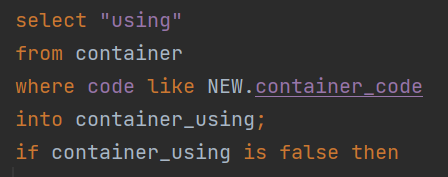 select "using"
from container
where code like NEW.container_code
into container_using;
if container_using is false then